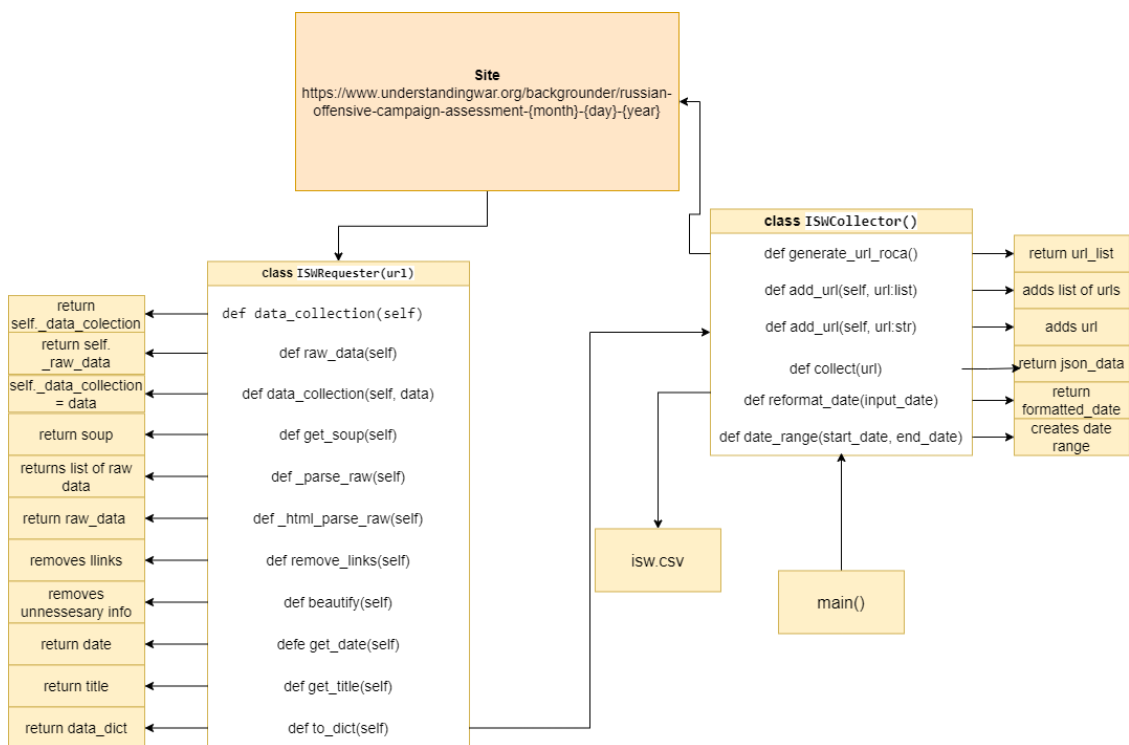 Site
https://www.understandingwar.org/backgrounder/russian-
offensive-campaign-assessment-{month}-{day}-{year}
class ISWCollector()
def generate_url_roca()
return url_list
def add_url(self, url:list)
adds list of urls
def add_url(self, url:str)
adds url
def collect(url)
return json_data
def reformat_date(input_date)
return
formatted_date
def date_range(start_date, end_date)
creates date
range
class ISWRequester(url)
return
self._data_colection
def data_collection(self)
return self.
_raw_data
def raw_data(self)
self._data_collection
= data
def data_collection(self, data)
return soup
def get_soup(self)
returns list of raw
data
def _parse_raw(self)
return raw_data
def _html_parse_raw(self)
removes llinks
def remove_links(self)
removes
unnessesary info
def beautify(self)
return date
defe get_date(self)
return title
def get_title(self)
return data_dict
def to_dict(self)
isw.csv
main()